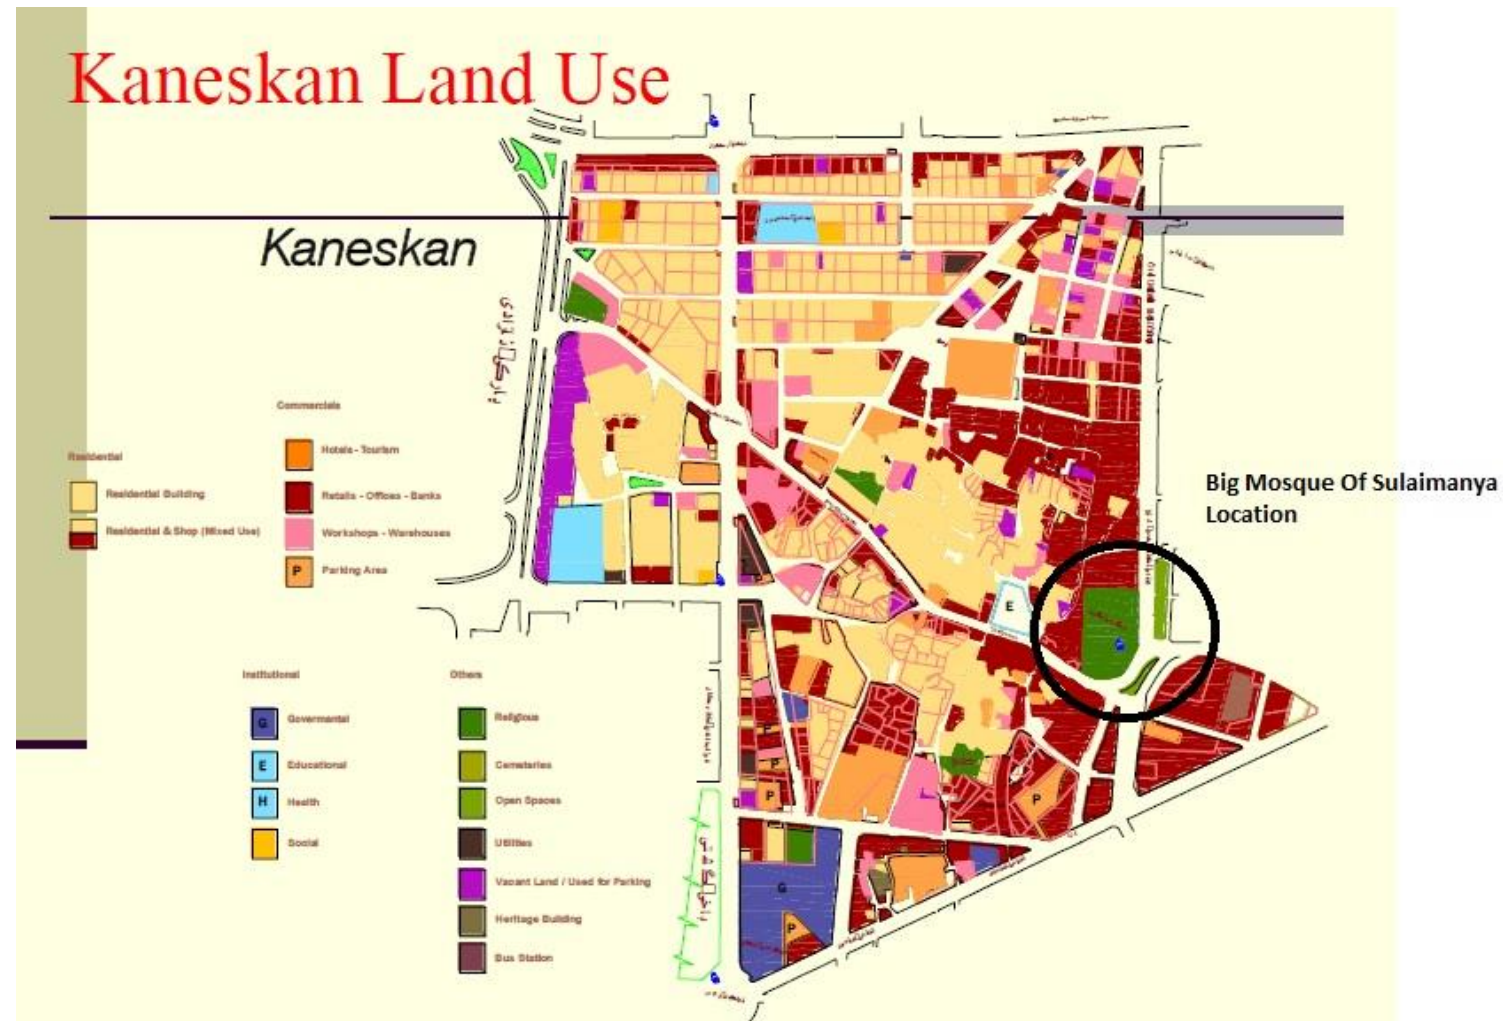 Kaneskan Land Use
Kaneskan
Commercials
Hotels - Tourism
Retails - Offices - Banks
Workshops - Warehouses
P
Parking Area
Residential
Residential Building
Residential & Shop (Mixed Use)
Big Mosque Of Sulaimanya
Location
E
Institutional
G
Govermental
E
Educational
H
Health
Social
Others
Religious
Cemetaries
Open Spaces
Utilities
Vacant Land / Used for Parking
Heritage Building
Bus Station
P
P
P
P
G
P